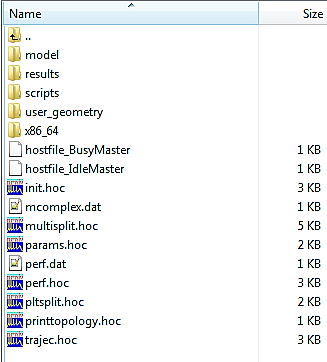 Name Size
..
model
results
scripts
user_geometry
x86_64
hostfile_BusyMaster 1 KB
hostfile_IdleMaster 1 KB
init.hoc 3 KB
mcomplex.dat 1 KB
multisplit.hoc 5 KB
params.hoc 2 KB
perf.dat 1 KB
perf.hoc 3 KB
pltsplit.hoc 2 KB
printtopology.hoc 1 KB
trajec.hoc 3 KB